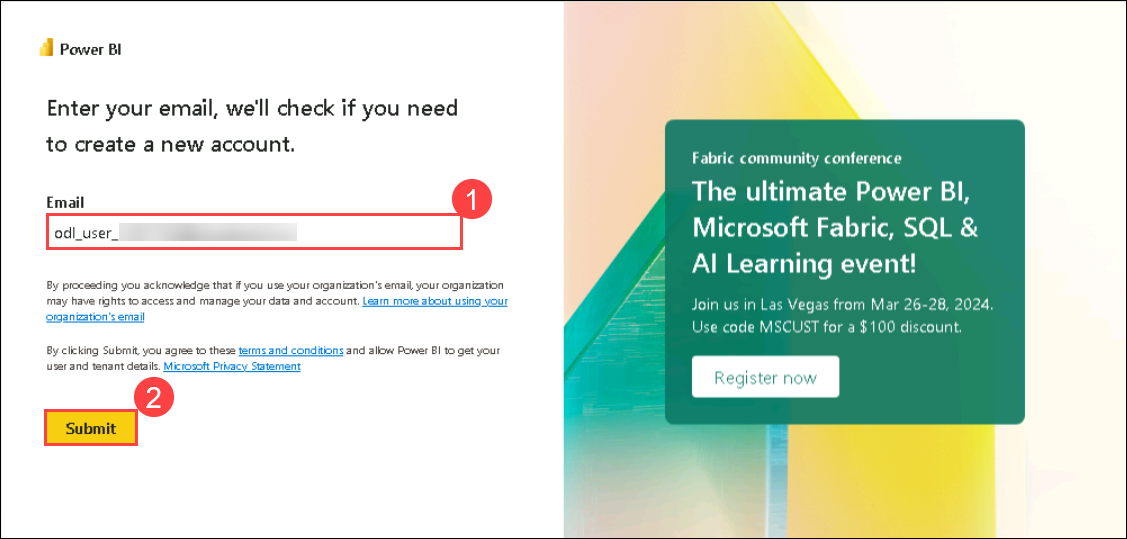 Power BI
Enter your email, we'll check if you need
to create a new account.
Email
1
odl_user_
By proceeding you acknowledge that if you use your organization's email, your organization
may have rights to access and manage your data and account. Learn more about using your
organization's email
By clicking Submit, you agree to these terms and conditions and allow Power BI to get your
user and tenant details. Microsoft Privacy Statement
2
Submit
Fabric community conference
The ultimate Power BI,
Microsoft Fabric, SQL &
AI Learning event!
Join us in Las Vegas from Mar 26-28, 2024.
Use code MSCUST for a $100 discount.
Register now